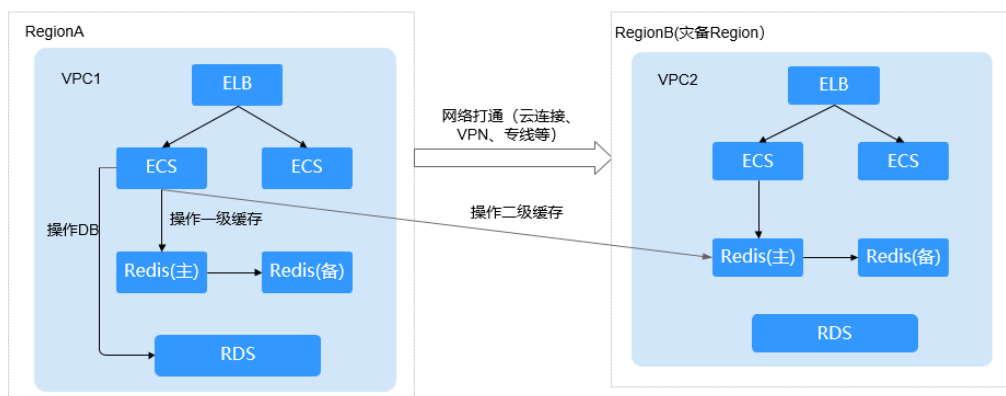 RegionA
VPC1
ELB
ECS
ECS
操作DB
操作一级缓存
Redis(主)
Redis(备)
RDS
网络打通（云连接、
VPN、专线等）
操作二级缓存
RegionB(灾备Region）
VPC2
ELB
ECS
ECS
Redis(主)
Redis(备)
RDS